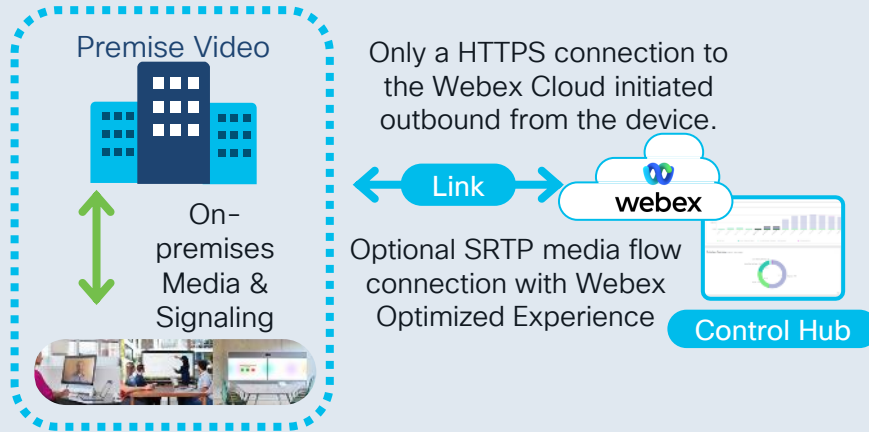 Premise Video
On-
premises
Media &
Signaling
Only a HTTPS connection to
the Webex Cloud initiated
outbound from the device.
Link
webex
Optional SRTP media flow
connection with Webex
Optimized Experience
Control Hub